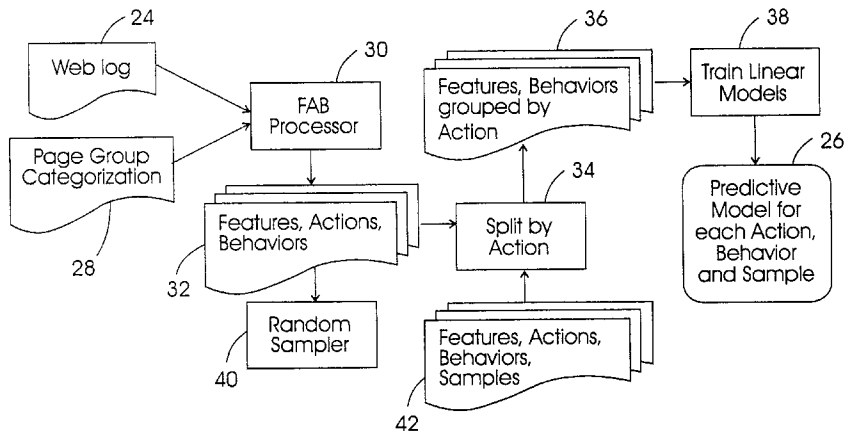 24
Web log
30
FAB
Processor
Page Group
Categorization
28
Features, Actions,
Behaviors
32
Random
Sampler
40
36
Features, Behaviors
grouped by
Action
34
Split by
Action
Features, Actions,
Behaviors,
Samples
42
38
Train Linear
Models
26
Predictive
Model for
each Action,
Behavior
and Sample